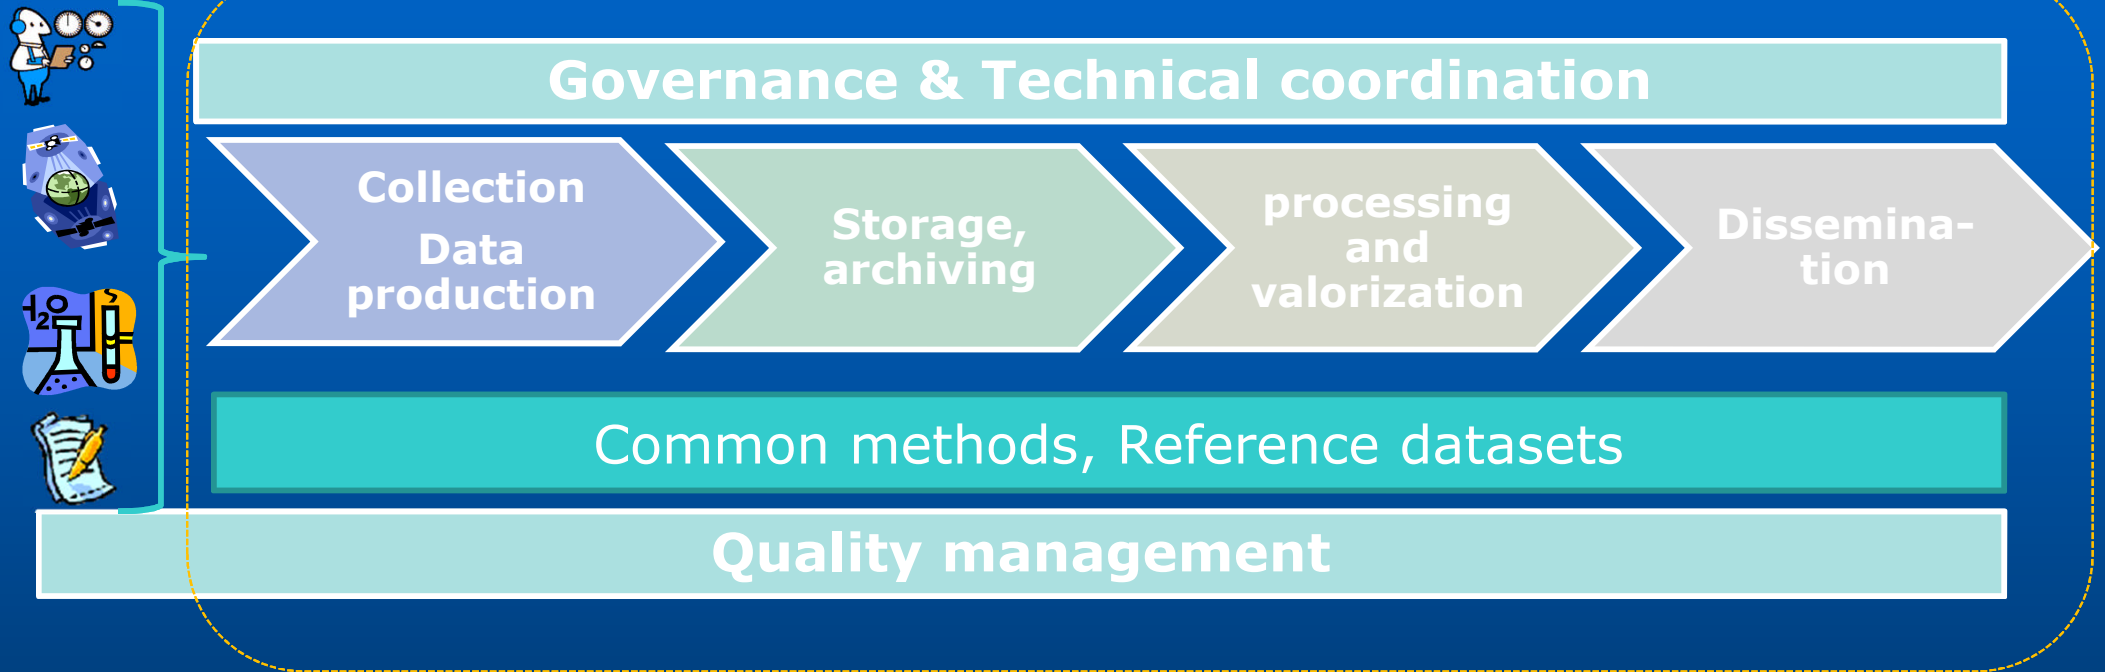 Governance & Technical coordination
Collection
Data
production
Storage,
archiving
processing
and
valorization
Dissemina-
tion
H2O
Common methods, Reference datasets
Quality management